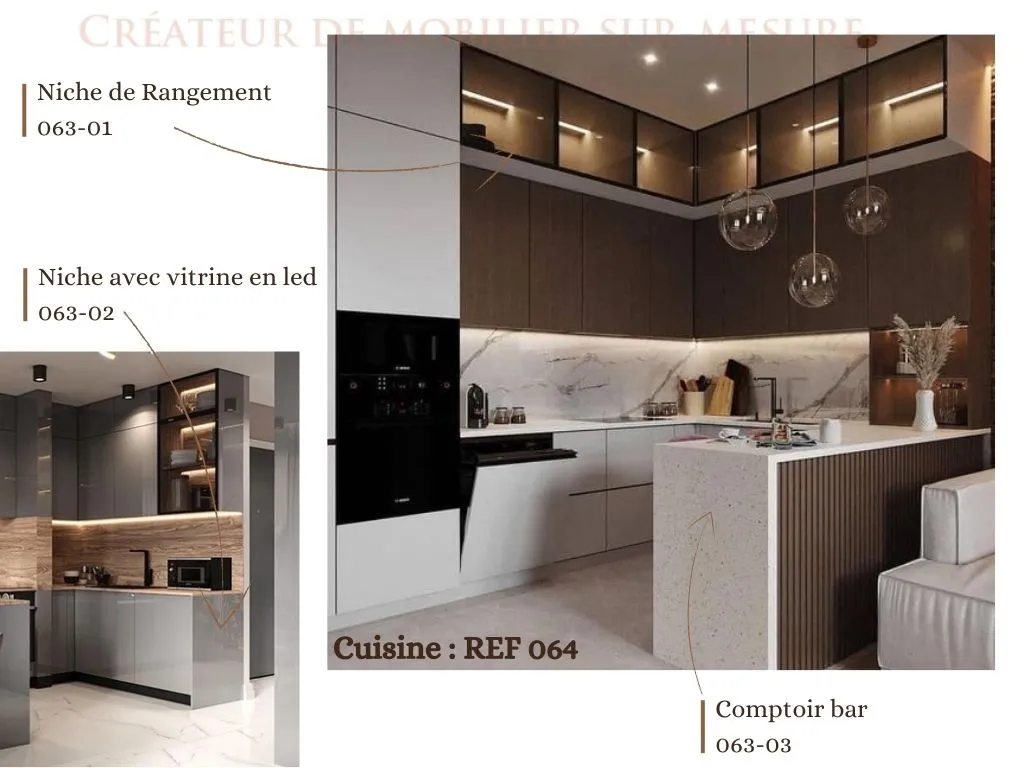 CRÉATEUR DE MOBILIER SUR-MESURE
Niche de Rangement
063-01
Niche avec vitrine en led
063-02
Cuisine : REF 064
Comptoir bar
063-03